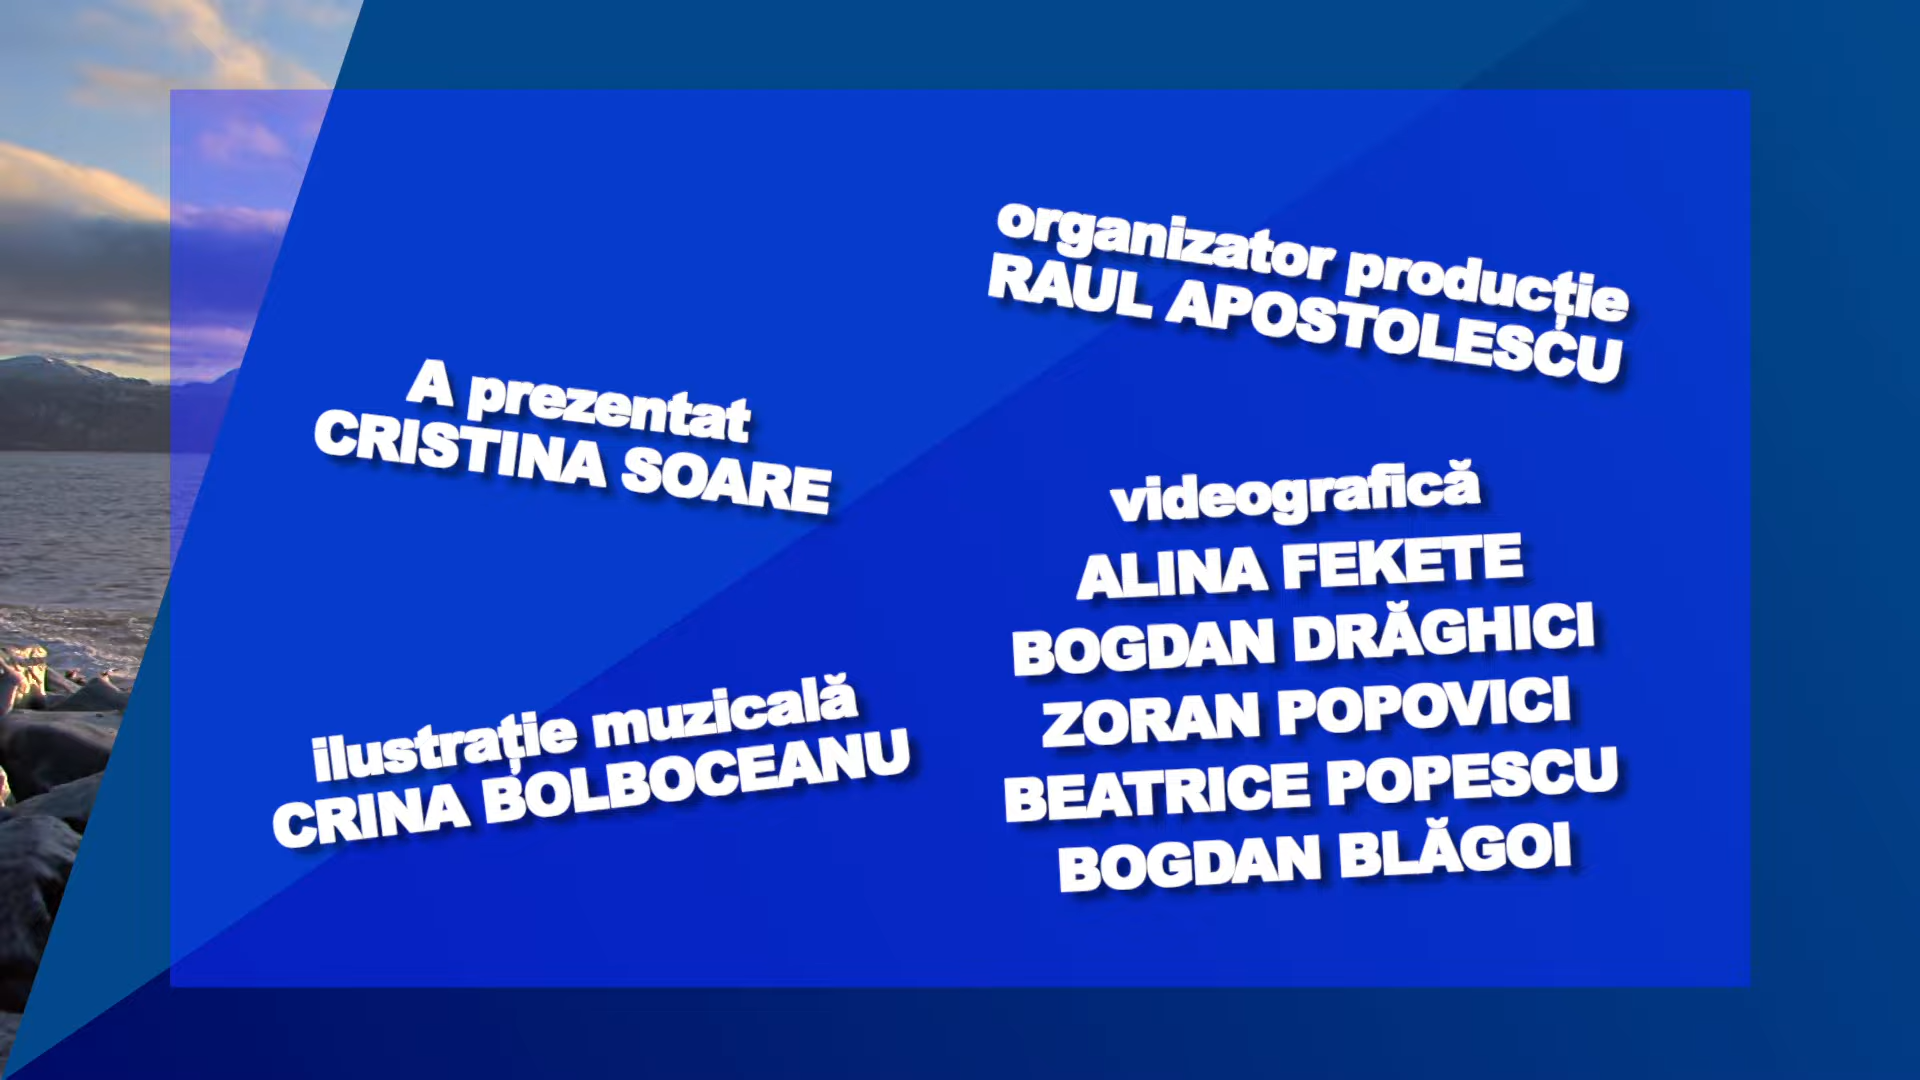 A prezentat
CRISTINA SOARE
ilustrație muzicală
CRINA BOLBOCEANU
organizator producție
RAUL APOSTOLESCU
videografică
ALINA FEKETE
BOGDAN DRĂGHICI
ZORAN POPOVICI
BEATRICE POPESCU
BOGDAN BLĂGOI